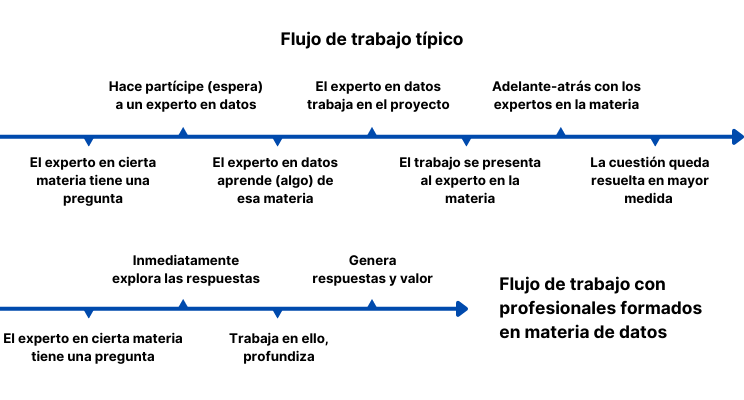 Flujo de trabajo típico
Hace partícipe (espera)
a un experto en datos
El experto en datos
trabaja en el proyecto
Adelante-atrás con los
expertos en la materia
El experto en cierta
materia tiene una
pregunta
El experto en datos
aprende (algo) de
esa materia
El trabajo se presenta
al experto en la
materia
La cuestión queda
resuelta en mayor
medida
Inmediatamente
explora las respuestas
Genera
respuestas y valor
El experto en cierta materia
tiene una pregunta
Trabaja en ello,
profundiza
Flujo de trabajo con
profesionales formados
en materia de datos